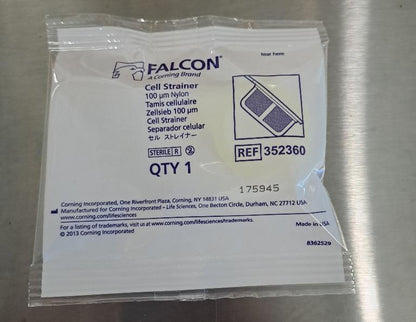 Tear here
FALCON®
A Corning Brand
Cell Strainer
100 µm Nylon
Tamis cellulaire
Zellsieb 100 µm
Cell Strainer
Separador celular
セル ストレイナー
STERILE R
REF 352360
QTY 1
175945
Corning Incorporated, One Riverfront Plaza, Corning, NY 14831 USA
Manufactured for Corning Incorporated - Life Sciences, One Becton Circle, Durham, NC 27712 USA
www.corning.com/lifesciences
For a listing of trademarks, visit us at www.corning.com/lifesciences/trademarks.
Made in USA
© 2013 Corning Incorporated
8362529